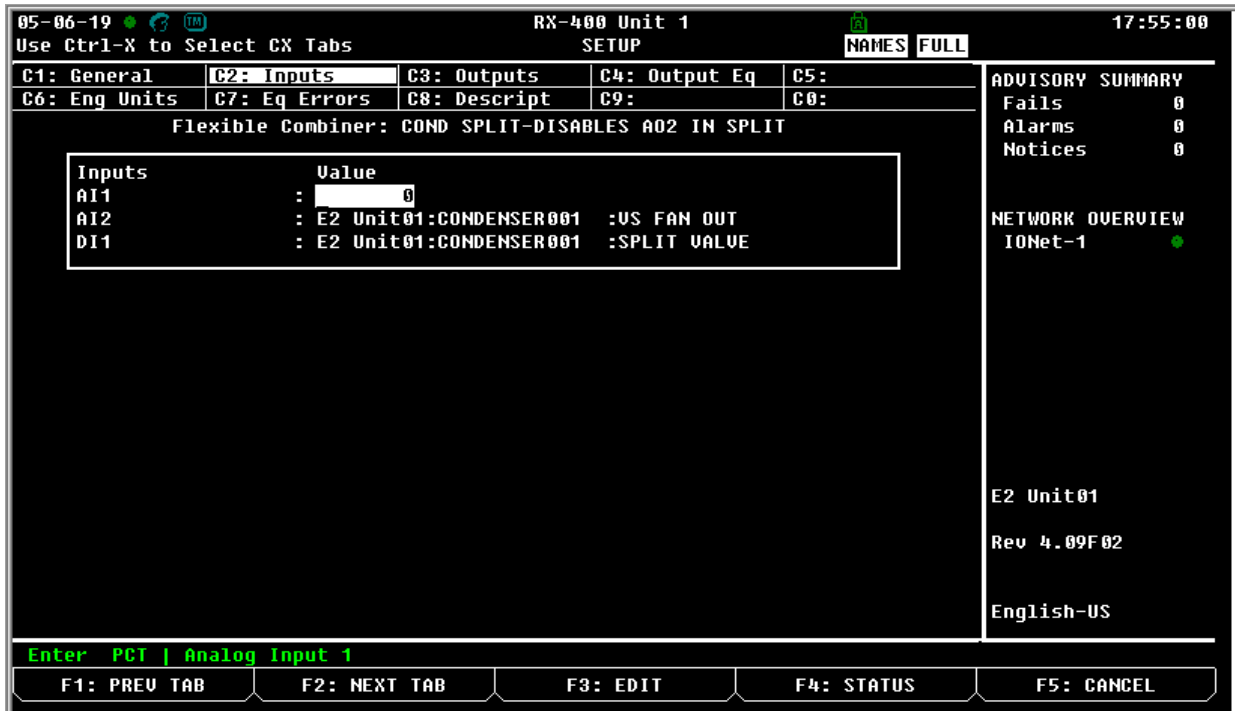 05-06-19 TM RX-400 Unit 1 A 17:55:00
Use Ctrl-X to Select CX Tabs SETUP NAMES FULL
C1: General C2: Inputs C3: Outputs C4: Output Eq C5:
C6: Eng Units C7: Eq Errors C8: Descript C9: C0:
Flexible Combiner: COND SPLIT-DISABLES AO2 IN SPLIT
Inputs Value
AI1 : 0
AI2 : E2 Unit01:CONDENSER001 :VS FAN OUT
DI1 : E2 Unit01:CONDENSER001 :SPLIT VALVE
ADVISORY SUMMARY
Fails 0
Alarms 0
Notices 0
NETWORK OVERVIEW
IONet-1
E2 Unit01
Rev 4.09F02
English-US
Enter PCT | Analog Input 1
F1: PREV TAB F2: NEXT TAB F3: EDIT F4: STATUS F5: CANCEL